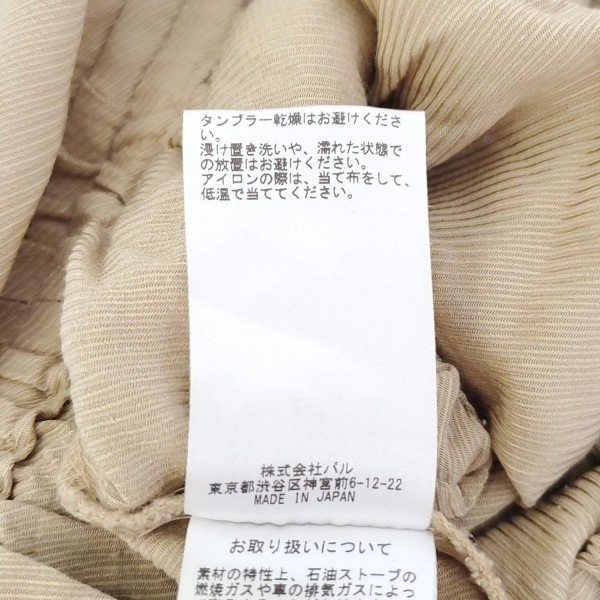 タンブラー乾燥はお避けくださ
い。
浸け置き洗いや、濡れた状態で
の放置はお避けください。
アイロンの際は、当て布をして、
低温で当ててください。
株式会社パル
東京都渋谷区神宮前6-12-22
MADE IN JAPAN
お取り扱いについて
素材の特性上、石油ストーブの
燃焼ガスや車の排気ガスによっ